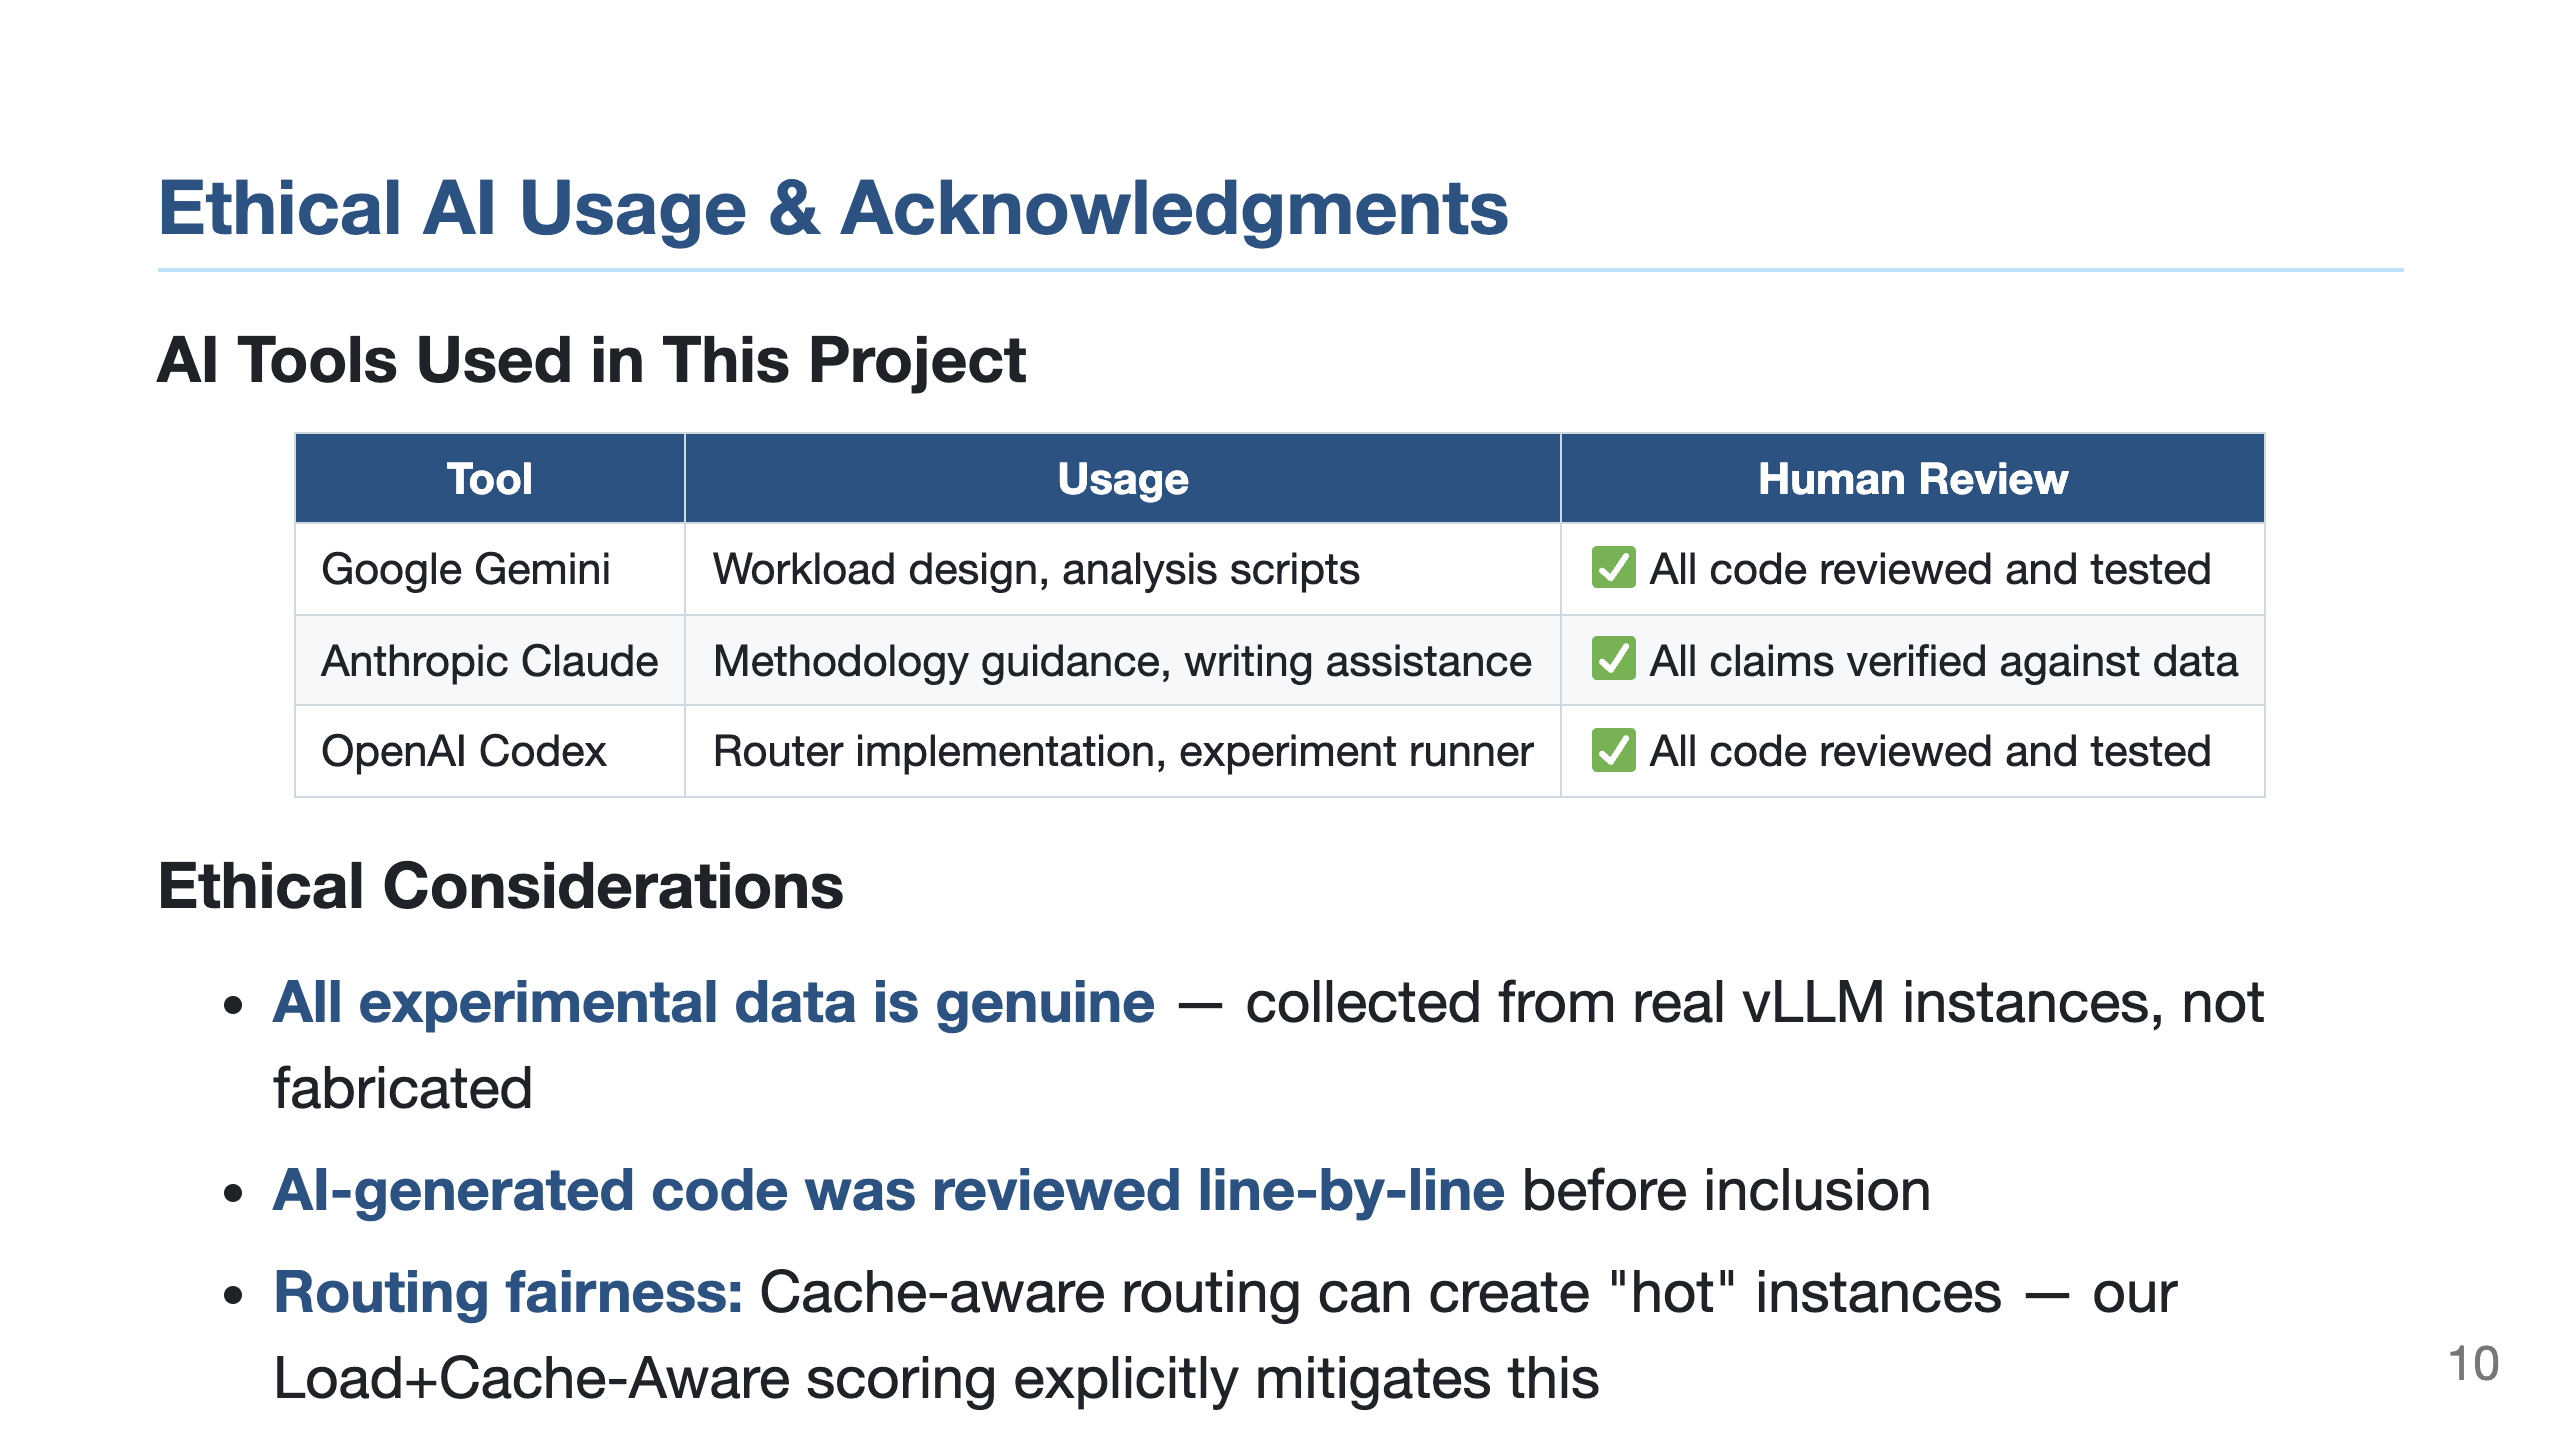 Ethical AI Usage & Acknowledgments
AI Tools Used in This Project
Tool Usage Human Review
Google Gemini Workload design, analysis scripts ✅ All code reviewed and tested
Anthropic Claude Methodology guidance, writing assistance ✅ All claims verified against data
OpenAI Codex Router implementation, experiment runner ✅ All code reviewed and tested
Ethical Considerations
• All experimental data is genuine — collected from real vLLM instances, not
fabricated
• AI-generated code was reviewed line-by-line before inclusion
• Routing fairness: Cache-aware routing can create "hot" instances — our
Load+Cache-Aware scoring explicitly mitigates this
10